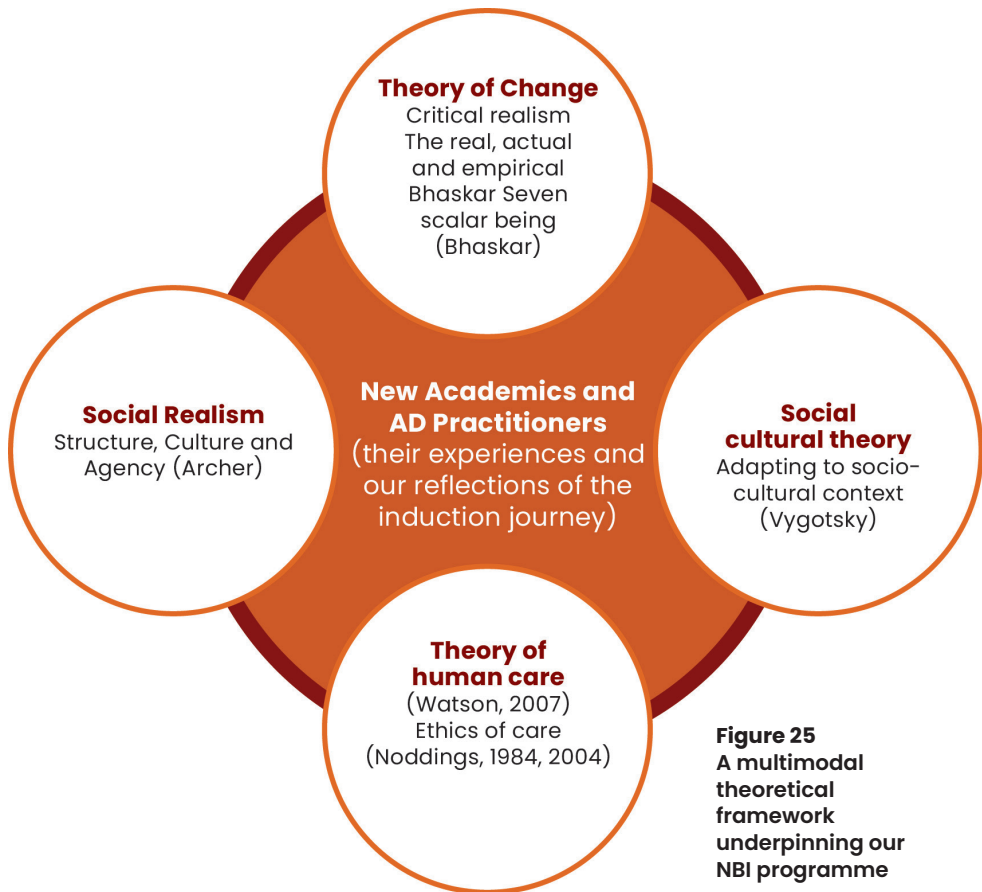 Theory of Change
Critical realism
The real, actual
and empirical
Bhaskar Seven
scalar being
(Bhaskar)
Social Realism
Structure, Culture and
Agency (Archer)
New Academics and
AD Practitioners
(their experiences and
our reflections of the
induction journey)
Social
cultural theory
Adapting to socio-
cultural context
(Vygotsky)
Theory of
human care
(Watson, 2007)
Ethics of care
(Noddings, 1984, 2004)
Figure 25
A multimodal
theoretical
framework
underpinning our
NBI programme